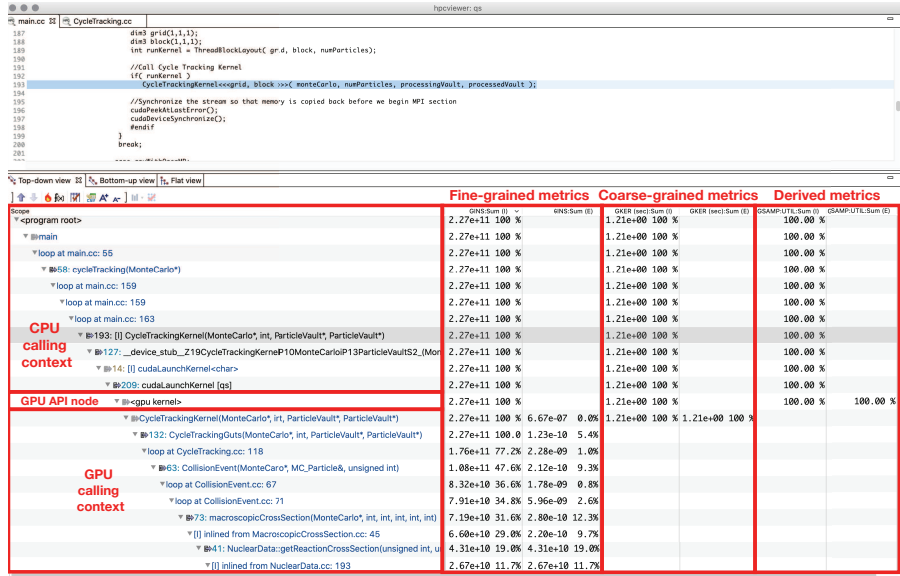 hpcviewer: qs
main.cc CycleTracking.cc
187 dim3 grid(1,1,1);
188 dim3 block(1,1,1);
189 int runKernel = ThreadBlockLayout( gr.d, block, numParticles);
190
191 //Call Cycle Tracking Kernel
192 if( runKernel )
193 CycleTrackingKernel<<<grid, block >>>( monteCarlo, numParticles, processingVault, processedVault );
194
195 //Synchronize the stream so that memory is copied back before we begin MPI section
196 cudaPeekAtLastError();
197 cudaDeviceSynchronize();
198 #endif
199 }
200 break;
201
Top-down view Bottom-up view Flat view
Fine-grained metrics Coarse-grained metrics Derived metrics
Scope GINS:Sum (I) GINS:Sum (E) GKER (sec):Sum (I) GKER (sec):Sum (E) GSAMP:UTIL:Sum (I) GSAMP:UTIL:Sum (E)
<program root> 2.27e+11 100 % 1.21e+00 100 % 100.00 %
main 2.27e+11 100 % 1.21e+00 100 % 100.00 %
loop at main.cc: 55 2.27e+11 100 % 1.21e+00 100 % 100.00 %
58: cycleTracking(MonteCarlo*) 2.27e+11 100 % 1.21e+00 100 % 100.00 %
loop at main.cc: 159 2.27e+11 100 % 1.21e+00 100 % 100.00 %
loop at main.cc: 159 2.27e+11 100 % 1.21e+00 100 % 100.00 %
loop at main.cc: 163 2.27e+11 100 % 1.21e+00 100 % 100.00 %
CPU calling context
193: [I] CycleTrackingKernel(MonteCarlo*, int, ParticleVault*, ParticleVault*) 2.27e+11 100 % 1.21e+00 100 % 100.00 %
127: __device_stub__Z19CycleTrackingKernelP10MonteCarloiP13ParticleVaultS2_(Mon 2.27e+11 100 % 1.21e+00 100 % 100.00 %
14: [I] cudaLaunchKernel<char> 2.27e+11 100 % 1.21e+00 100 % 100.00 %
209: cudaLaunchKernel [qs] 2.27e+11 100 % 1.21e+00 100 % 100.00 %
GPU API node <gpu kernel> 2.27e+11 100 % 1.21e+00 100 % 100.00 % 100.00 %
CycleTrackingKernel(MonteCarlo*, irt, ParticleVault*, ParticleVault*) 2.27e+11 100 % 6.67e-07 0.0% 1.21e+00 100 % 1.21e+00 100 %
132: CycleTrackingGuts(MonteCarlo*, int, ParticleVault*, ParticleVault*) 2.27e+11 100.0 1.23e-10 5.4%
loop at CycleTracking.cc: 118 1.76e+11 77.2% 2.28e-09 1.0%
GPU calling context
63: CollisionEvent(MonteCaro*, MC_Particle&, unsigned int) 1.08e+11 47.6% 2.12e-10 9.3%
loop at CollisionEvent.cc: 67 8.32e+10 36.6% 1.78e-09 0.8%
loop at CollisionEvent.cc: 71 7.91e+10 34.8% 5.96e-09 2.6%
73: macroscopicCrossSection(MonteCarlo*, int, int, int, int, int) 7.19e+10 31.6% 2.80e-10 12.3%
[I] inlined from MacroscopicCrossSection.cc: 45 6.60e+10 29.0% 2.20e-10 9.7%
41: NuclearData::getReactionCrossSection(unsigned int, u 4.31e+10 19.0% 4.31e+10 19.0%
[I] inlined from NuclearData.cc: 193 2.67e+10 11.7% 2.67e+10 11.7%